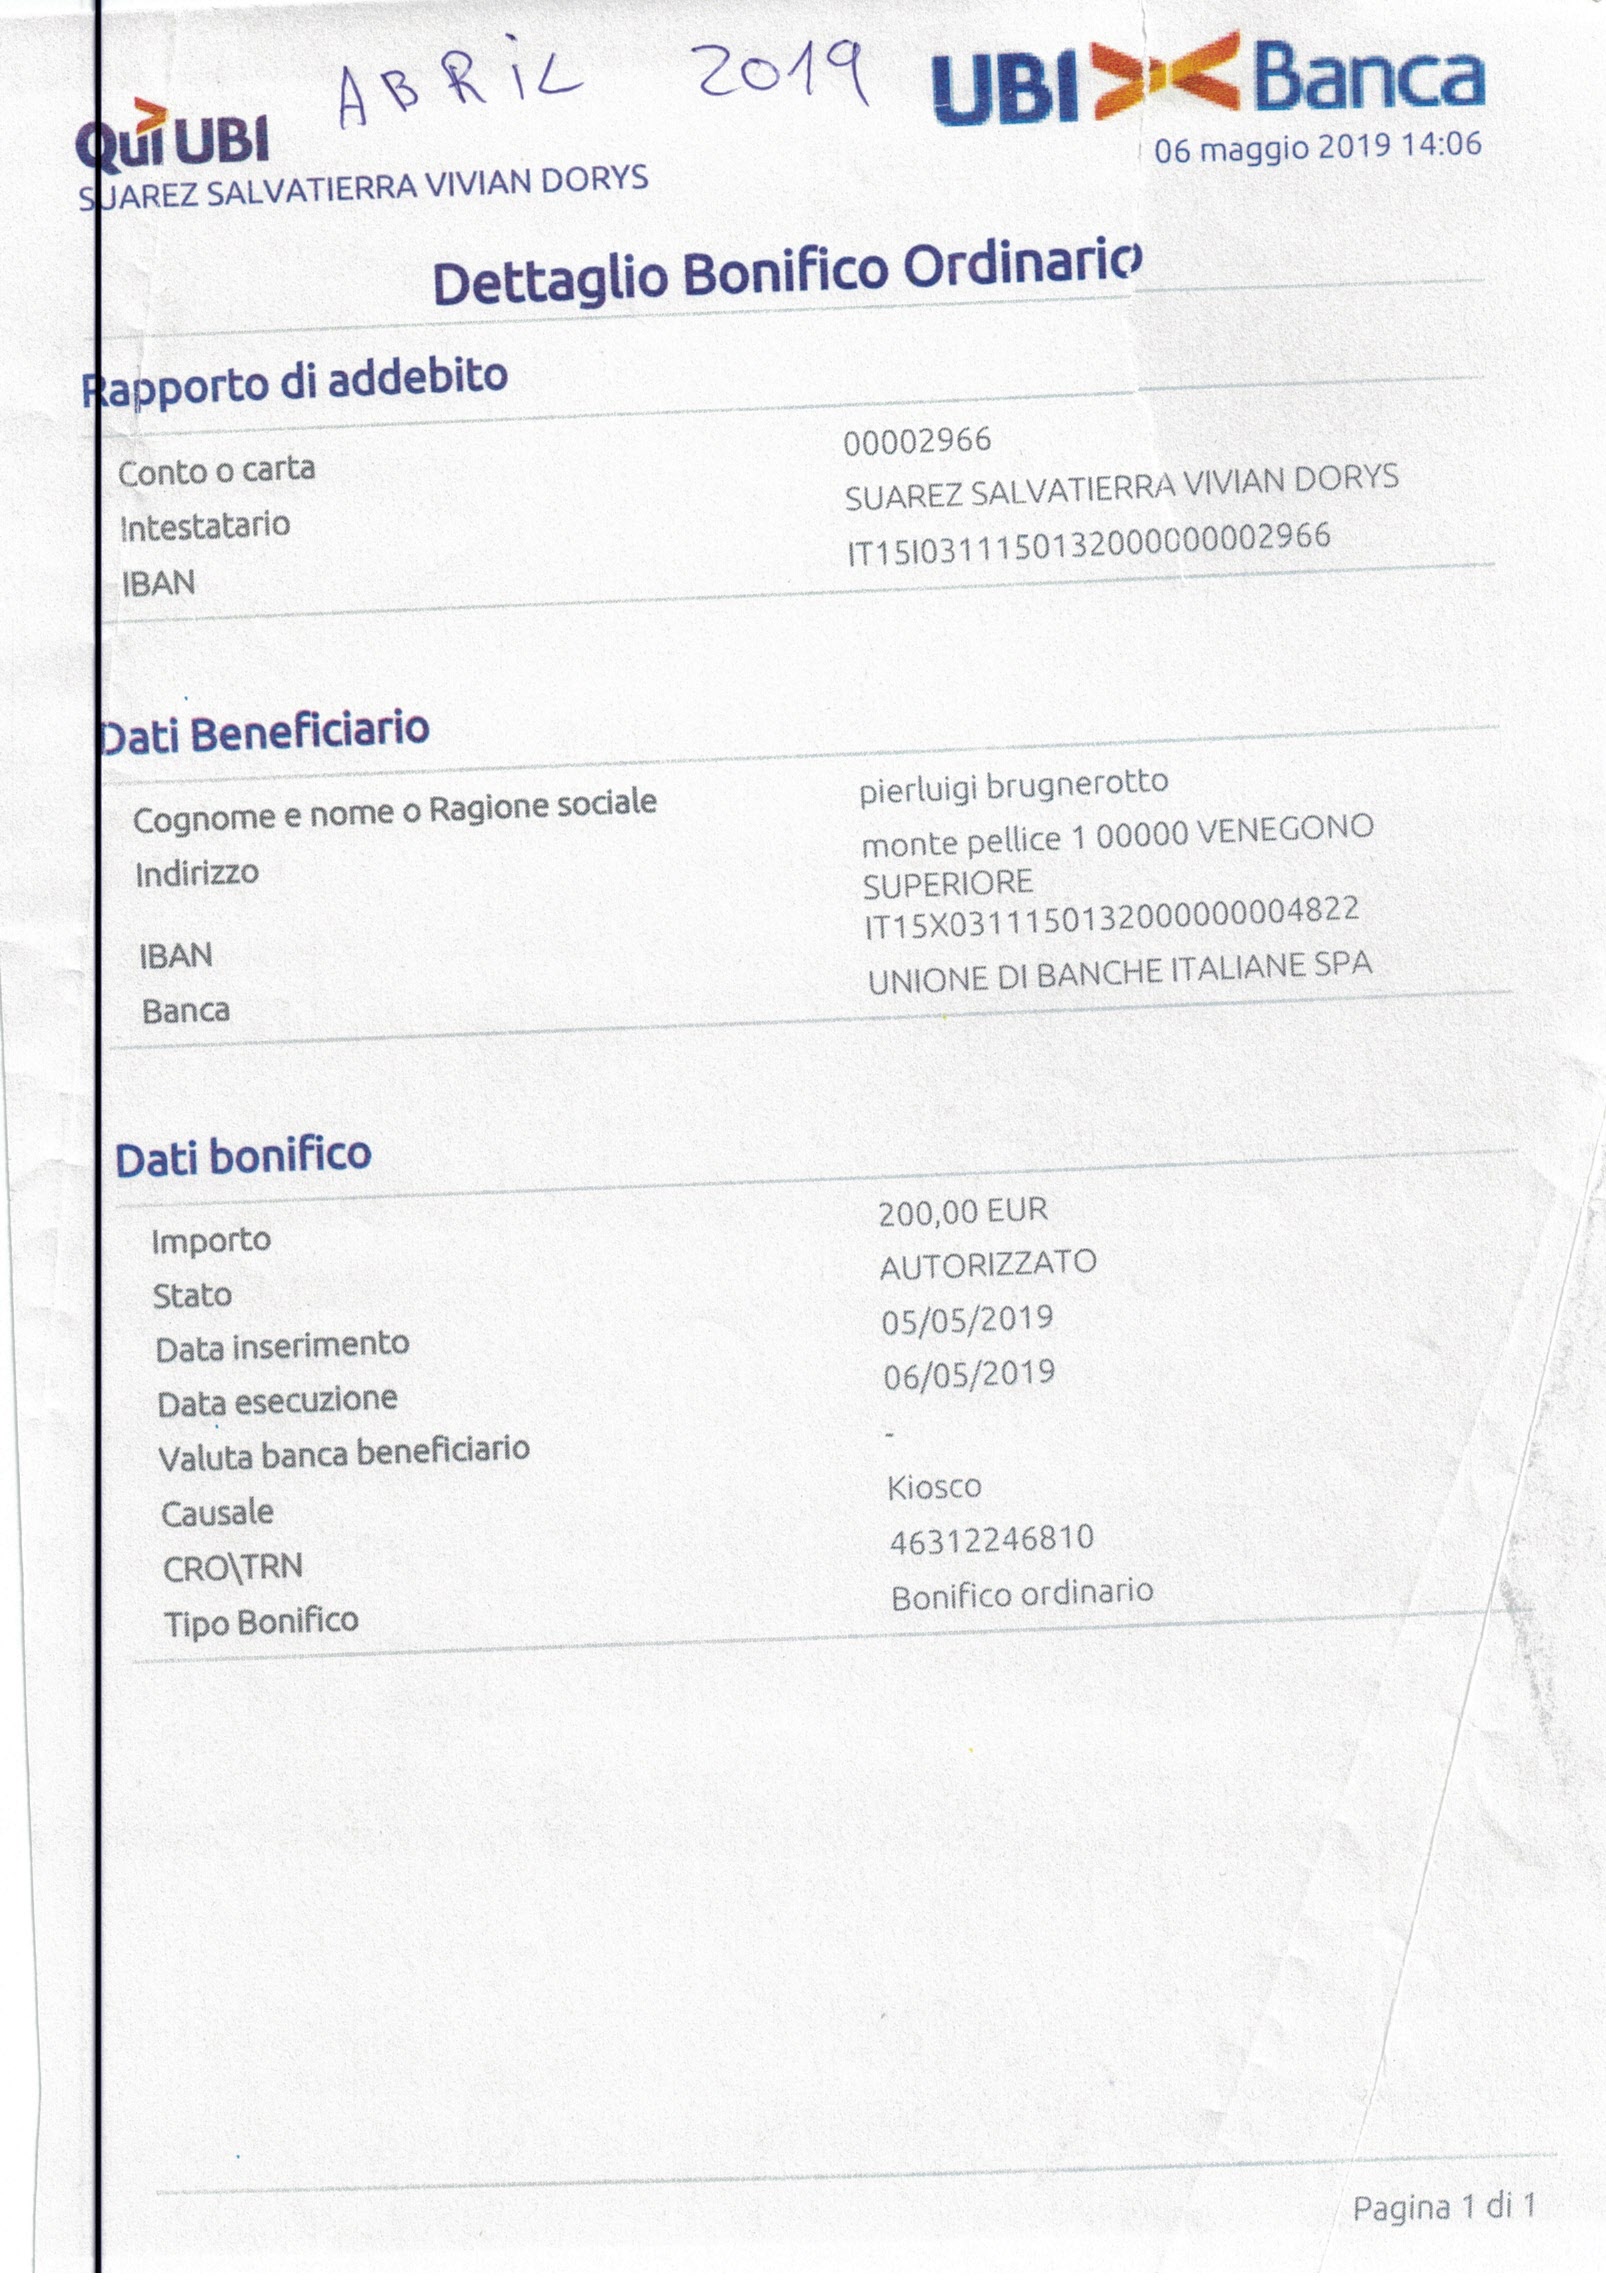 ABRiL 2019
UBI Banca
Quì UBI
06 maggio 2019 14:06
SUAREZ SALVATIERRA VIVIAN DORYS
Dettaglio Bonifico Ordinario
Rapporto di addebito
Conto o carta 00002966
Intestatario SUAREZ SALVATIERRA VIVIAN DORYS
IBAN IT15I0311150132000000002966
Dati Beneficiario
Cognome e nome o Ragione sociale pierluigi brugnerotto
Indirizzo monte pellice 1 00000 VENEGONO
SUPERIORE
IBAN IT15X0311150132000000004822
Banca UNIONE DI BANCHE ITALIANE SPA
Dati bonifico
Importo 200,00 EUR
Stato AUTORIZZATO
Data inserimento 05/05/2019
Data esecuzione 06/05/2019
Valuta banca beneficiario -
Causale Kiosco
CRO\TRN 46312246810
Tipo Bonifico Bonifico ordinario
Pagina 1 di 1